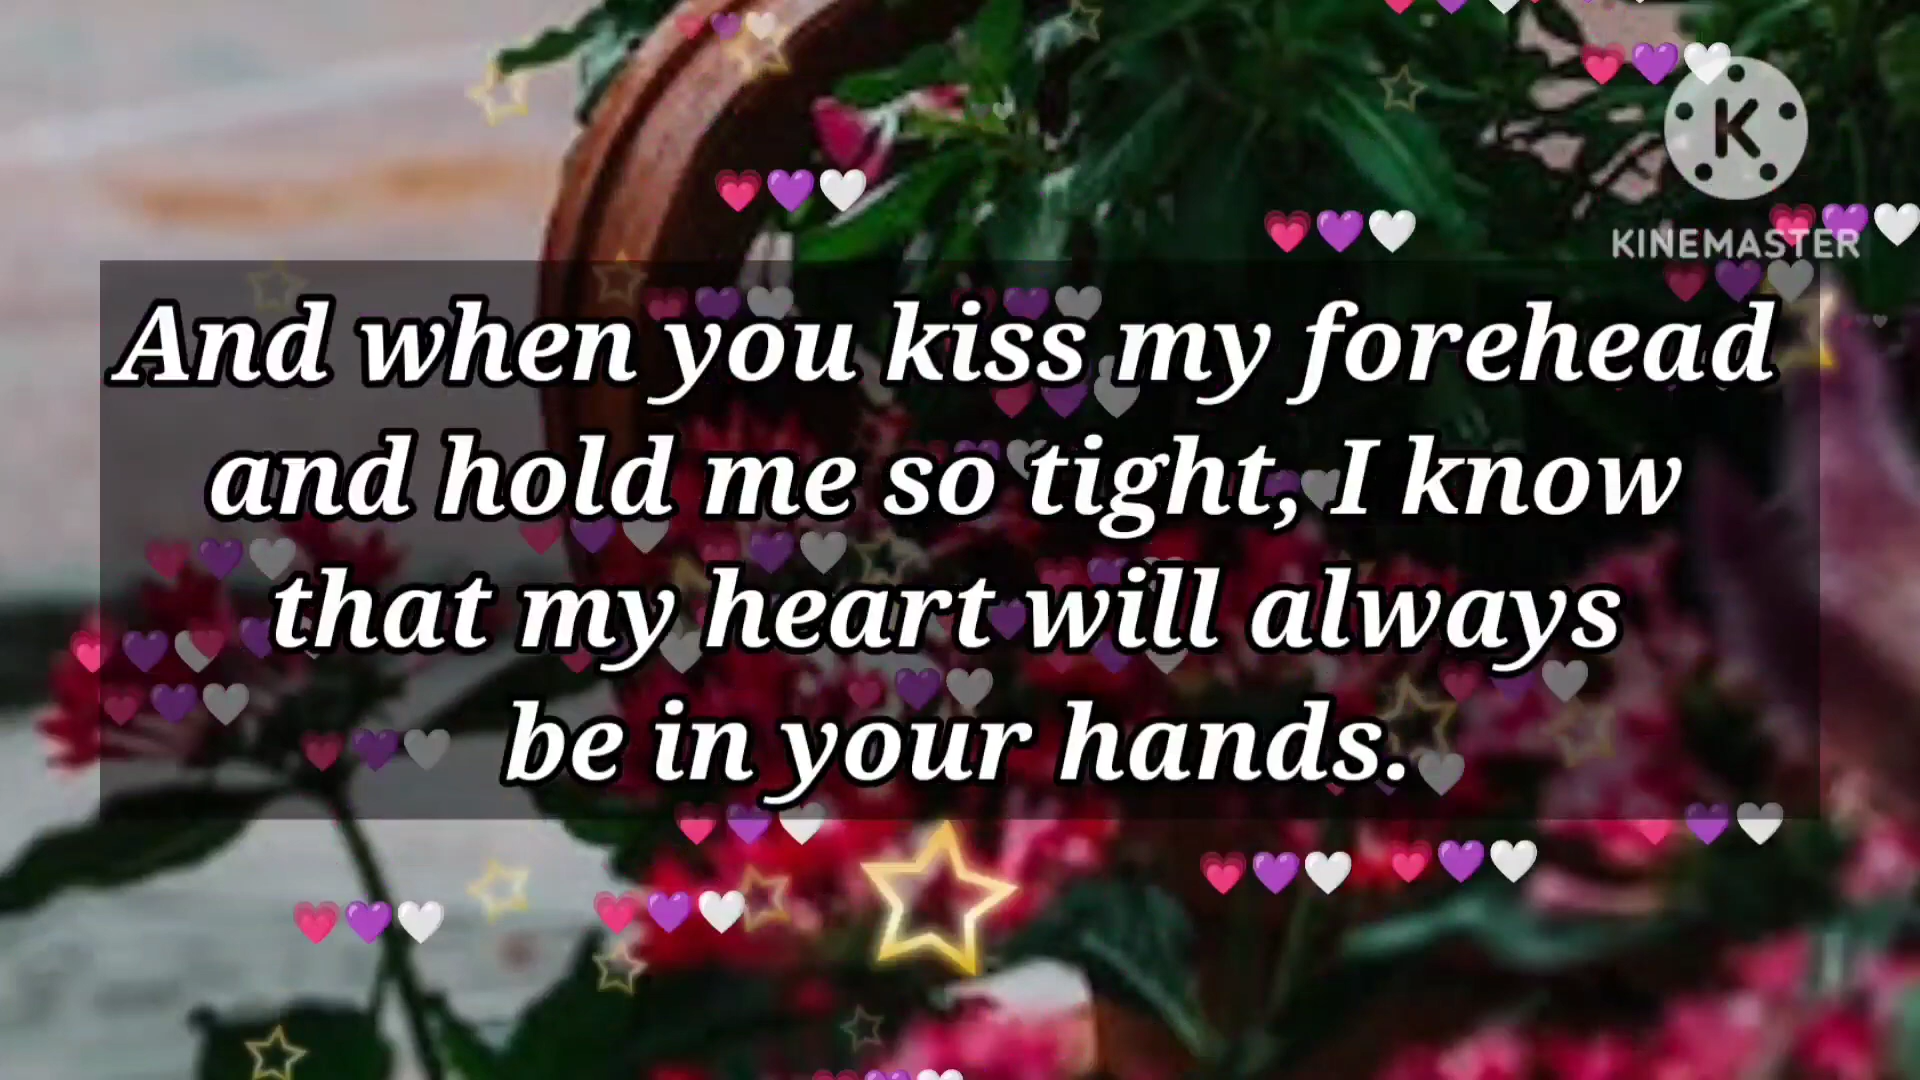 K
KINEMASTER
And when you kiss my forehead
and hold me so tight, I know
that my heart will always
be in your hands.